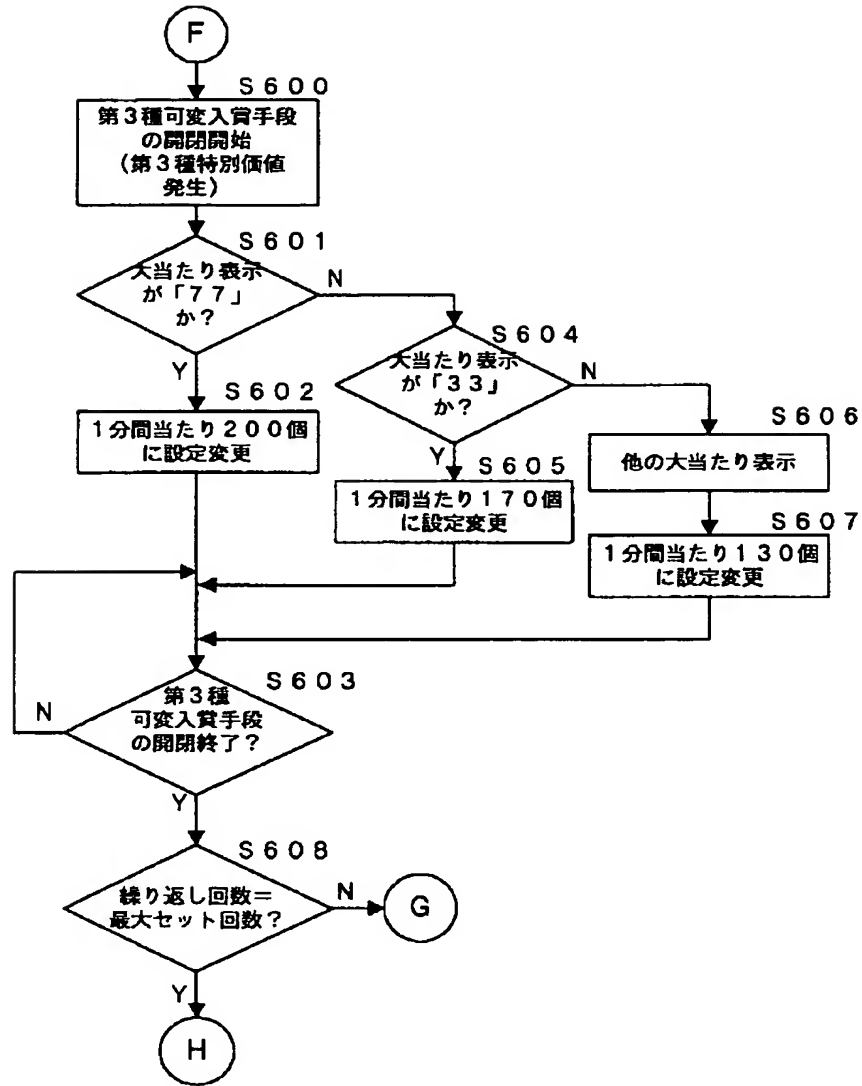 F
S600
第3種可変入賞手段
の開閉開始
(第3種特別価値
発生)
S601
大当たり表示
が「77」
か?
N
Y
S604
大当たり表示
が「33」
か?
N
Y
S602
1分間当たり200個
に設定変更
S605
1分間当たり170個
に設定変更
S606
他の大当たり表示
S607
1分間当たり130個
に設定変更
S603
第3種
可変入賞手段
の開閉終了?
N
Y
S608
繰り返し回数=
最大セット回数?
N
G
Y
H